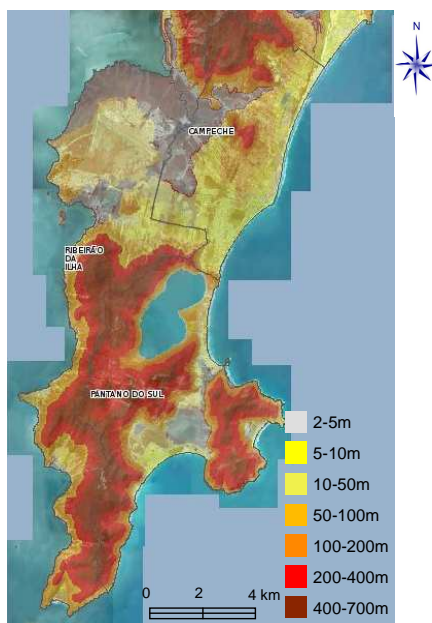 N
CAMPECHE
RIBEIRÃO
DA
ILHA
PÂNTANO DO SUL
2-5m
5-10m
10-50m
50-100m
100-200m
200-400m
400-700m
0 2 4 km